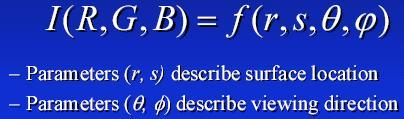 I(R,G,B) = f(r,s,θ,φ)
– Parameters (r, s) describe surface location
– Parameters (θ, ϕ) describe viewing direction